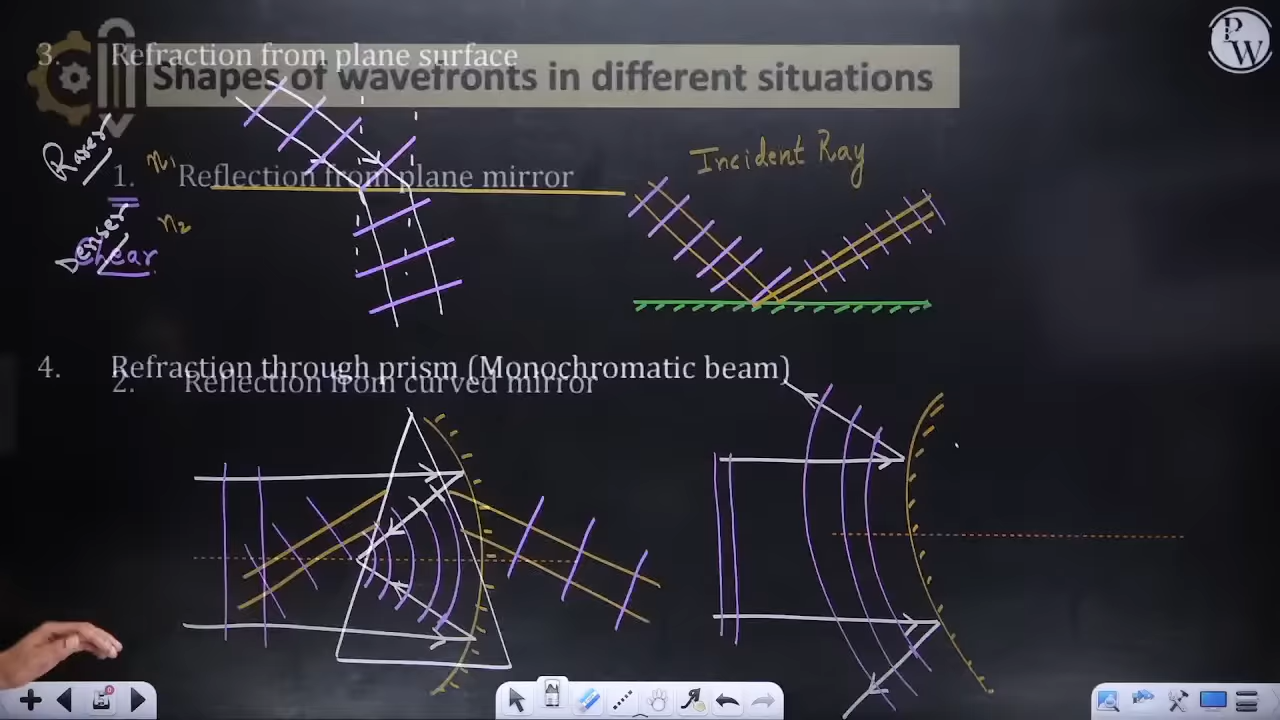 3. Refraction from plane surface
Shapes of wavefronts in different situations
PW
Rarer
n₁
1. Reflection from plane mirror
Incident Ray
Denser
n₂
4. Refraction through prism (Monochromatic beam)
2. Reflection from curved mirror